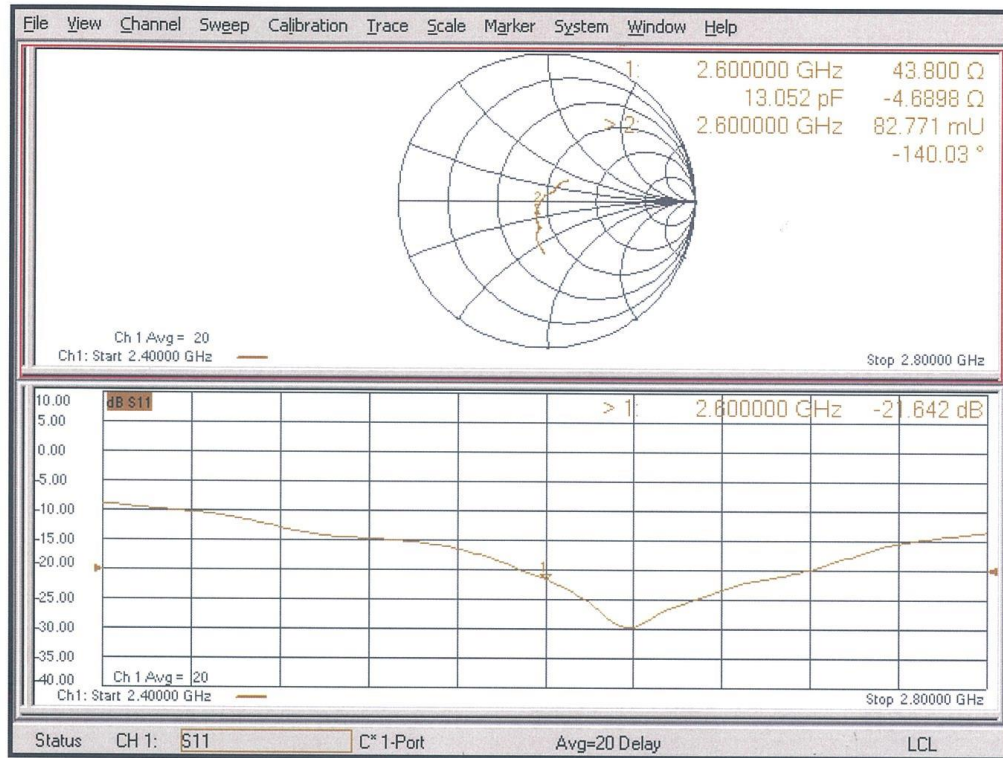 File View Channel Sweep Calibration Trace Scale Marker System Window Help
1: 2.600000 GHz 43.800 Ω
13.052 pF -4.6898 Ω
> 2: 2.600000 GHz 82.771 mU
-140.03 °
2
Ch 1 Avg = 20
Ch1: Start 2.40000 GHz Stop 2.80000 GHz
10.00 dB S11 > 1: 2.600000 GHz -21.642 dB
5.00
0.00
-5.00
-10.00
-15.00
-20.00 1
-25.00
-30.00
-35.00
-40.00 Ch 1 Avg = 20
Ch1: Start 2.40000 GHz Stop 2.80000 GHz
Status CH 1: S11 C* 1-Port Avg=20 Delay LCL